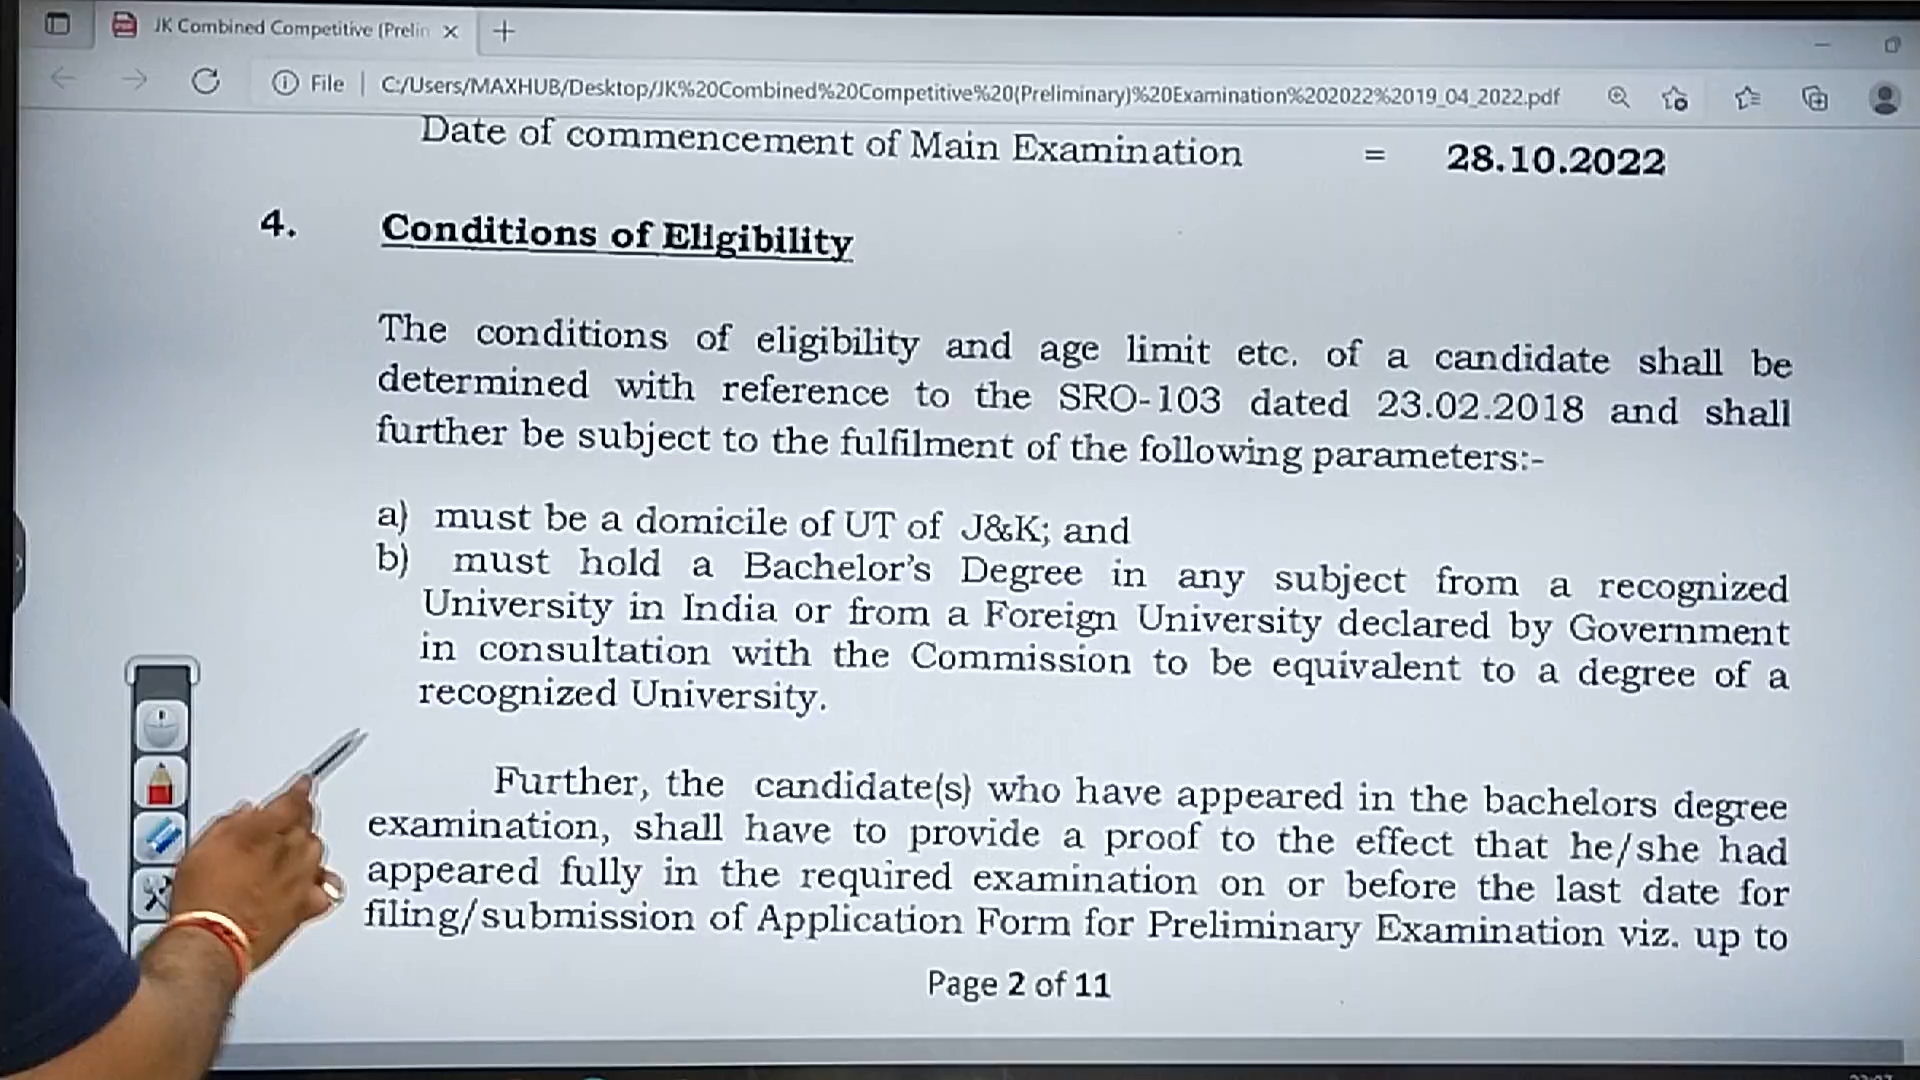 JK Combined Competitive (Prelin
File | C:/Users/MAXHUB/Desktop/JK%20Combined%20Competitive%20(Preliminary)%20Examination%202022%2019_04_2022.pdf
Date of commencement of Main Examination = 28.10.2022
4. Conditions of Eligibility
The conditions of eligibility and age limit etc. of a candidate shall be
determined with reference to the SRO-103 dated 23.02.2018 and shall
further be subject to the fulfilment of the following parameters:-
a) must be a domicile of UT of J&K; and
b) must hold a Bachelor's Degree in any subject from a recognized
University in India or from a Foreign University declared by Government
in consultation with the Commission to be equivalent to a degree of a
recognized University.
Further, the candidate(s) who have appeared in the bachelors degree
examination, shall have to provide a proof to the effect that he/she had
appeared fully in the required examination on or before the last date for
filing/submission of Application Form for Preliminary Examination viz. up to
Page 2 of 11